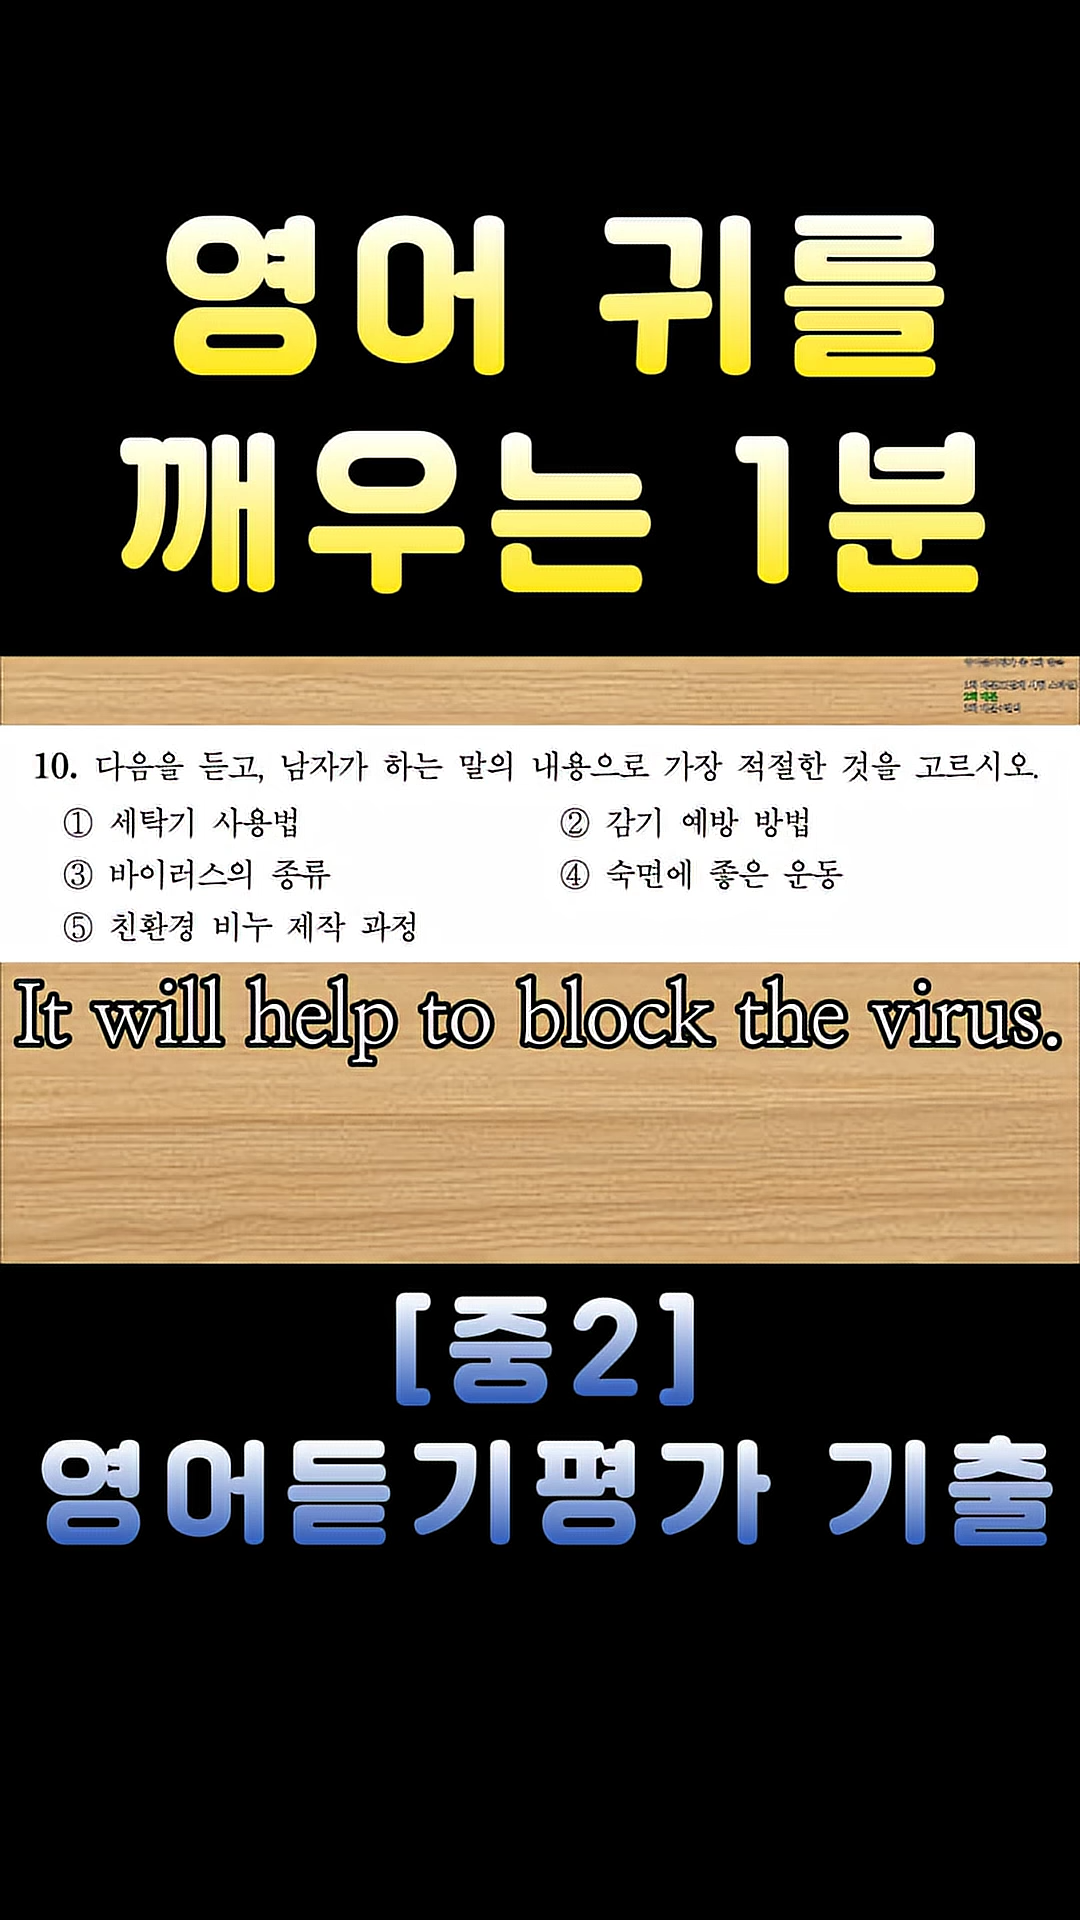 영어 귀를
깨우는 1분
10. 다음을 듣고, 남자가 하는 말의 내용으로 가장 적절한 것을 고르시오.
① 세탁기 사용법 ② 감기 예방 방법
③ 바이러스의 종류 ④ 숙면에 좋은 운동
⑤ 친환경 비누 제작 과정
It will help to block the virus.
[중2]
영어듣기평가 기출